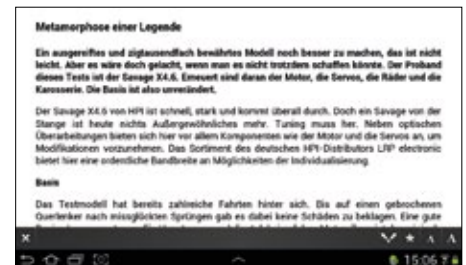 Metamorphose einer Legende
Ein ausgereiftes und zigtausendfach bewährtes Modell noch besser zu machen, das ist nicht
leicht. Aber es wäre doch gelacht, wenn man es nicht trotzdem schaffen könnte. Der Proband
dieses Tests ist der Savage X4.6. Erneuert sind daran der Motor, die Servos, die Räder und die
Karosserie. Die Basis ist also unverändert.
Der Savage X4.6 von HPI ist schnell, stark und kommt überall durch. Doch ein Savage von der
Stange ist heute nichts Außergewöhnliches mehr. Tuning muss her. Neben optischen
Überarbeitungen bieten sich hier vor allem Komponenten wie der Motor und die Servos an, um
Modifikationen vorzunehmen. Das Sortiment des deutschen HPI-Distributors LRP electronic
bietet hier eine ordentliche Bandbreite an Möglichkeiten der Individualisierung.
Basis
Das Testmodell hat bereits zahlreiche Fahrten hinter sich. Bis auf einen gebrochenen
Querlenker nach missglückten Sprüngen gab es dabei keine Schäden zu beklagen. Eine gute
A A
15:06